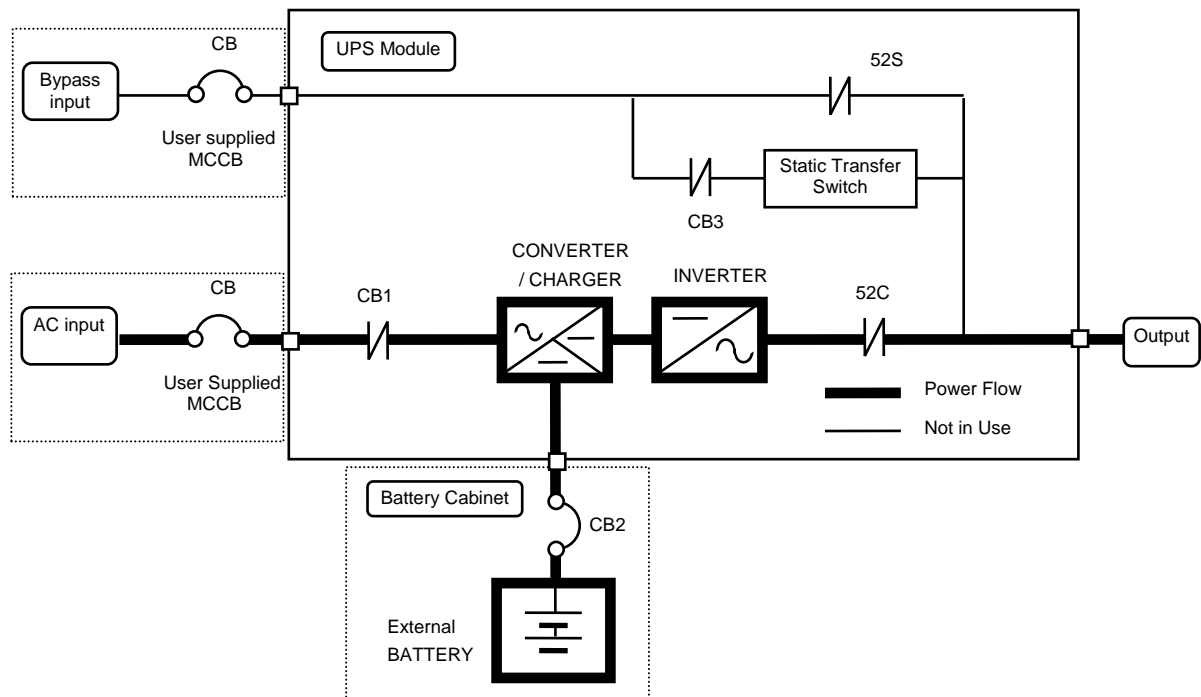 CB
UPS Module
52S
Bypass
input
User supplied
MCCB
Static Transfer
Switch
CB3
CONVERTER
/ CHARGER
INVERTER
CB
CB1
52C
AC input
Output
User Supplied
MCCB
Power Flow
Not in Use
Battery Cabinet
CB2
External
BATTERY